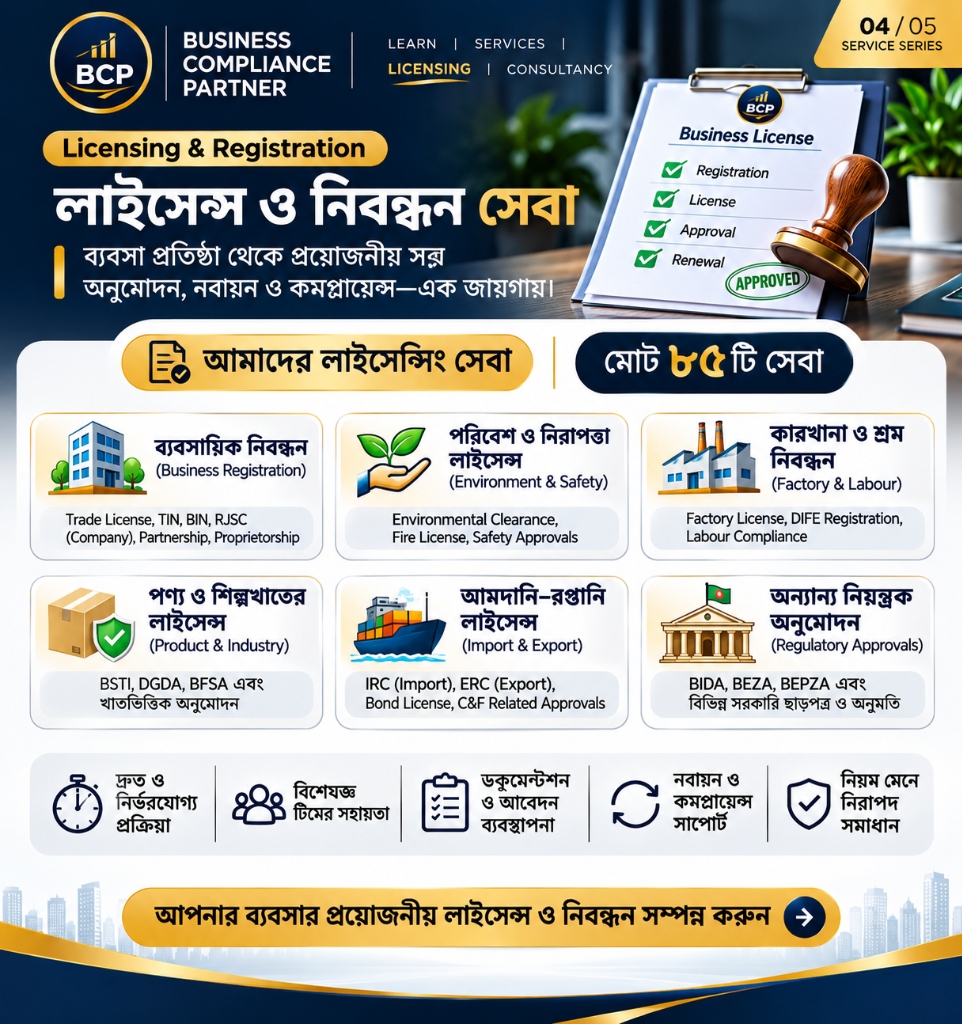 BCP
BUSINESS
COMPLIANCE
PARTNER
LEARN | SERVICES |
LICENSING | CONSULTANCY
04 / 05
SERVICE SERIES
Licensing & Registration
লাইসেন্স ও নিবন্ধন সেবা
ব্যবসা প্রতিষ্ঠা থেকে প্রয়োজনীয়
অনুমোদন, নবায়ন ও কমপ্লায়েন্স—এক জায়গায়।
BCP
Business License
Registration
License
Approval
Renewal
APPROVED
আমাদের লাইসেন্সিং সেবা
মোট ৮৫টি সেবা
ব্যবসায়িক নিবন্ধন
(Business Registration)
Trade License, TIN, BIN, RJSC
(Company), Partnership, Proprietorship
পরিবেশ ও নিরাপত্তা
লাইসেন্স
(Environment & Safety)
Environmental Clearance,
Fire License, Safety Approvals
কারখানা ও শ্রম
নিবন্ধন
(Factory & Labour)
Factory License, DIFE Registration,
Labour Compliance
পণ্য ও শিল্পখাতের
লাইসেন্স
(Product & Industry)
BSTI, DGDA, BFSA এবং
খাতভিত্তিক অনুমোদন
আমদানি-রপ্তানি
লাইসেন্স
(Import & Export)
IRC (Import), ERC (Export),
Bond License, C&F Related Approvals
অন্যান্য নিয়ন্ত্রক
অনুমোদন
(Regulatory Approvals)
BIDA, BEZA, BEPZA এবং
বিভিন্ন সরকারি ছাড়পত্র ও অনুমতি
দ্রুত ও
নির্ভরযোগ্য
প্রক্রিয়া
বিশেষজ্ঞ
টিমের সহায়তা
ডকুমেন্টেশন
ও আবেদন
ব্যবস্থাপনা
নবায়ন ও
কমপ্লায়েন্স
সাপোর্ট
নিয়ম মেনে
নিরাপদ
সমাধান
আপনার ব্যবসার প্রয়োজনীয় লাইসেন্স ও নিবন্ধন সম্পন্ন করুন